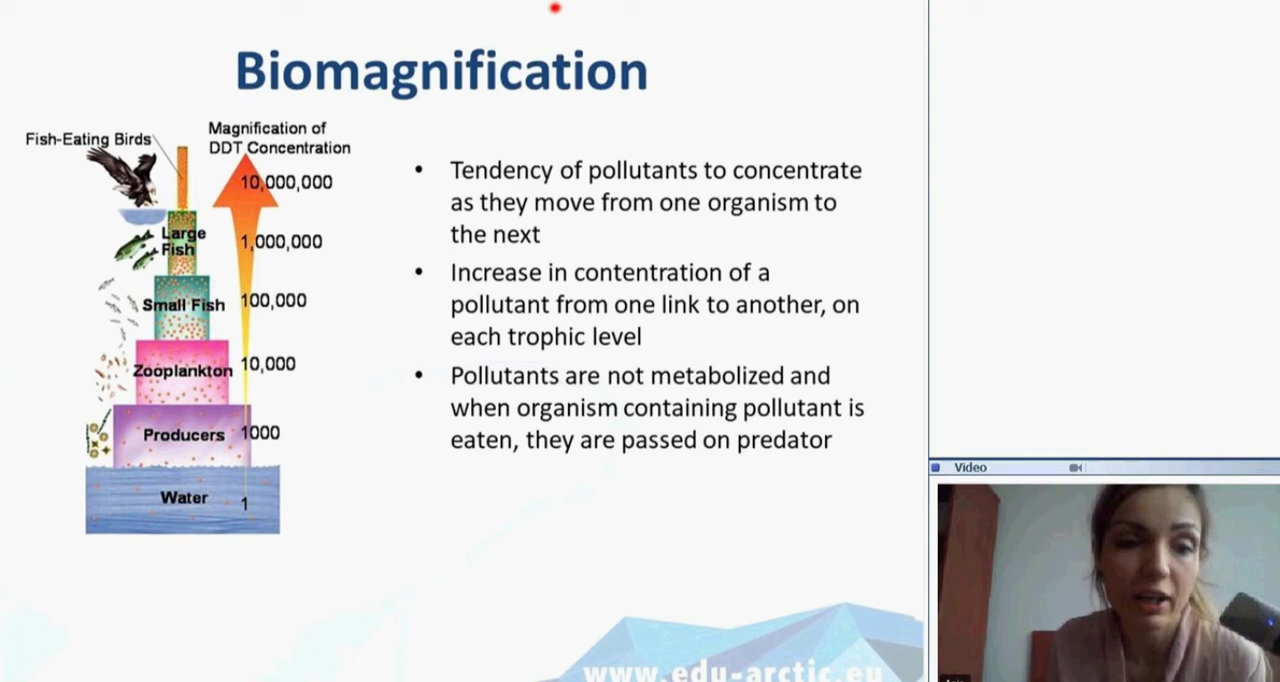 Biomagnification
Fish-Eating Birds
Magnification of
DDT Concentration
10,000,000
Large
Fish
1,000,000
Small Fish
100,000
Zooplankton
10,000
Producers
1000
Water
1
• Tendency of pollutants to concentrate
as they move from one organism to
the next
• Increase in contentration of a
pollutant from one link to another, on
each trophic level
• Pollutants are not metabolized and
when organism containing pollutant is
eaten, they are passed on predator
www.edu-arctic.eu
Video